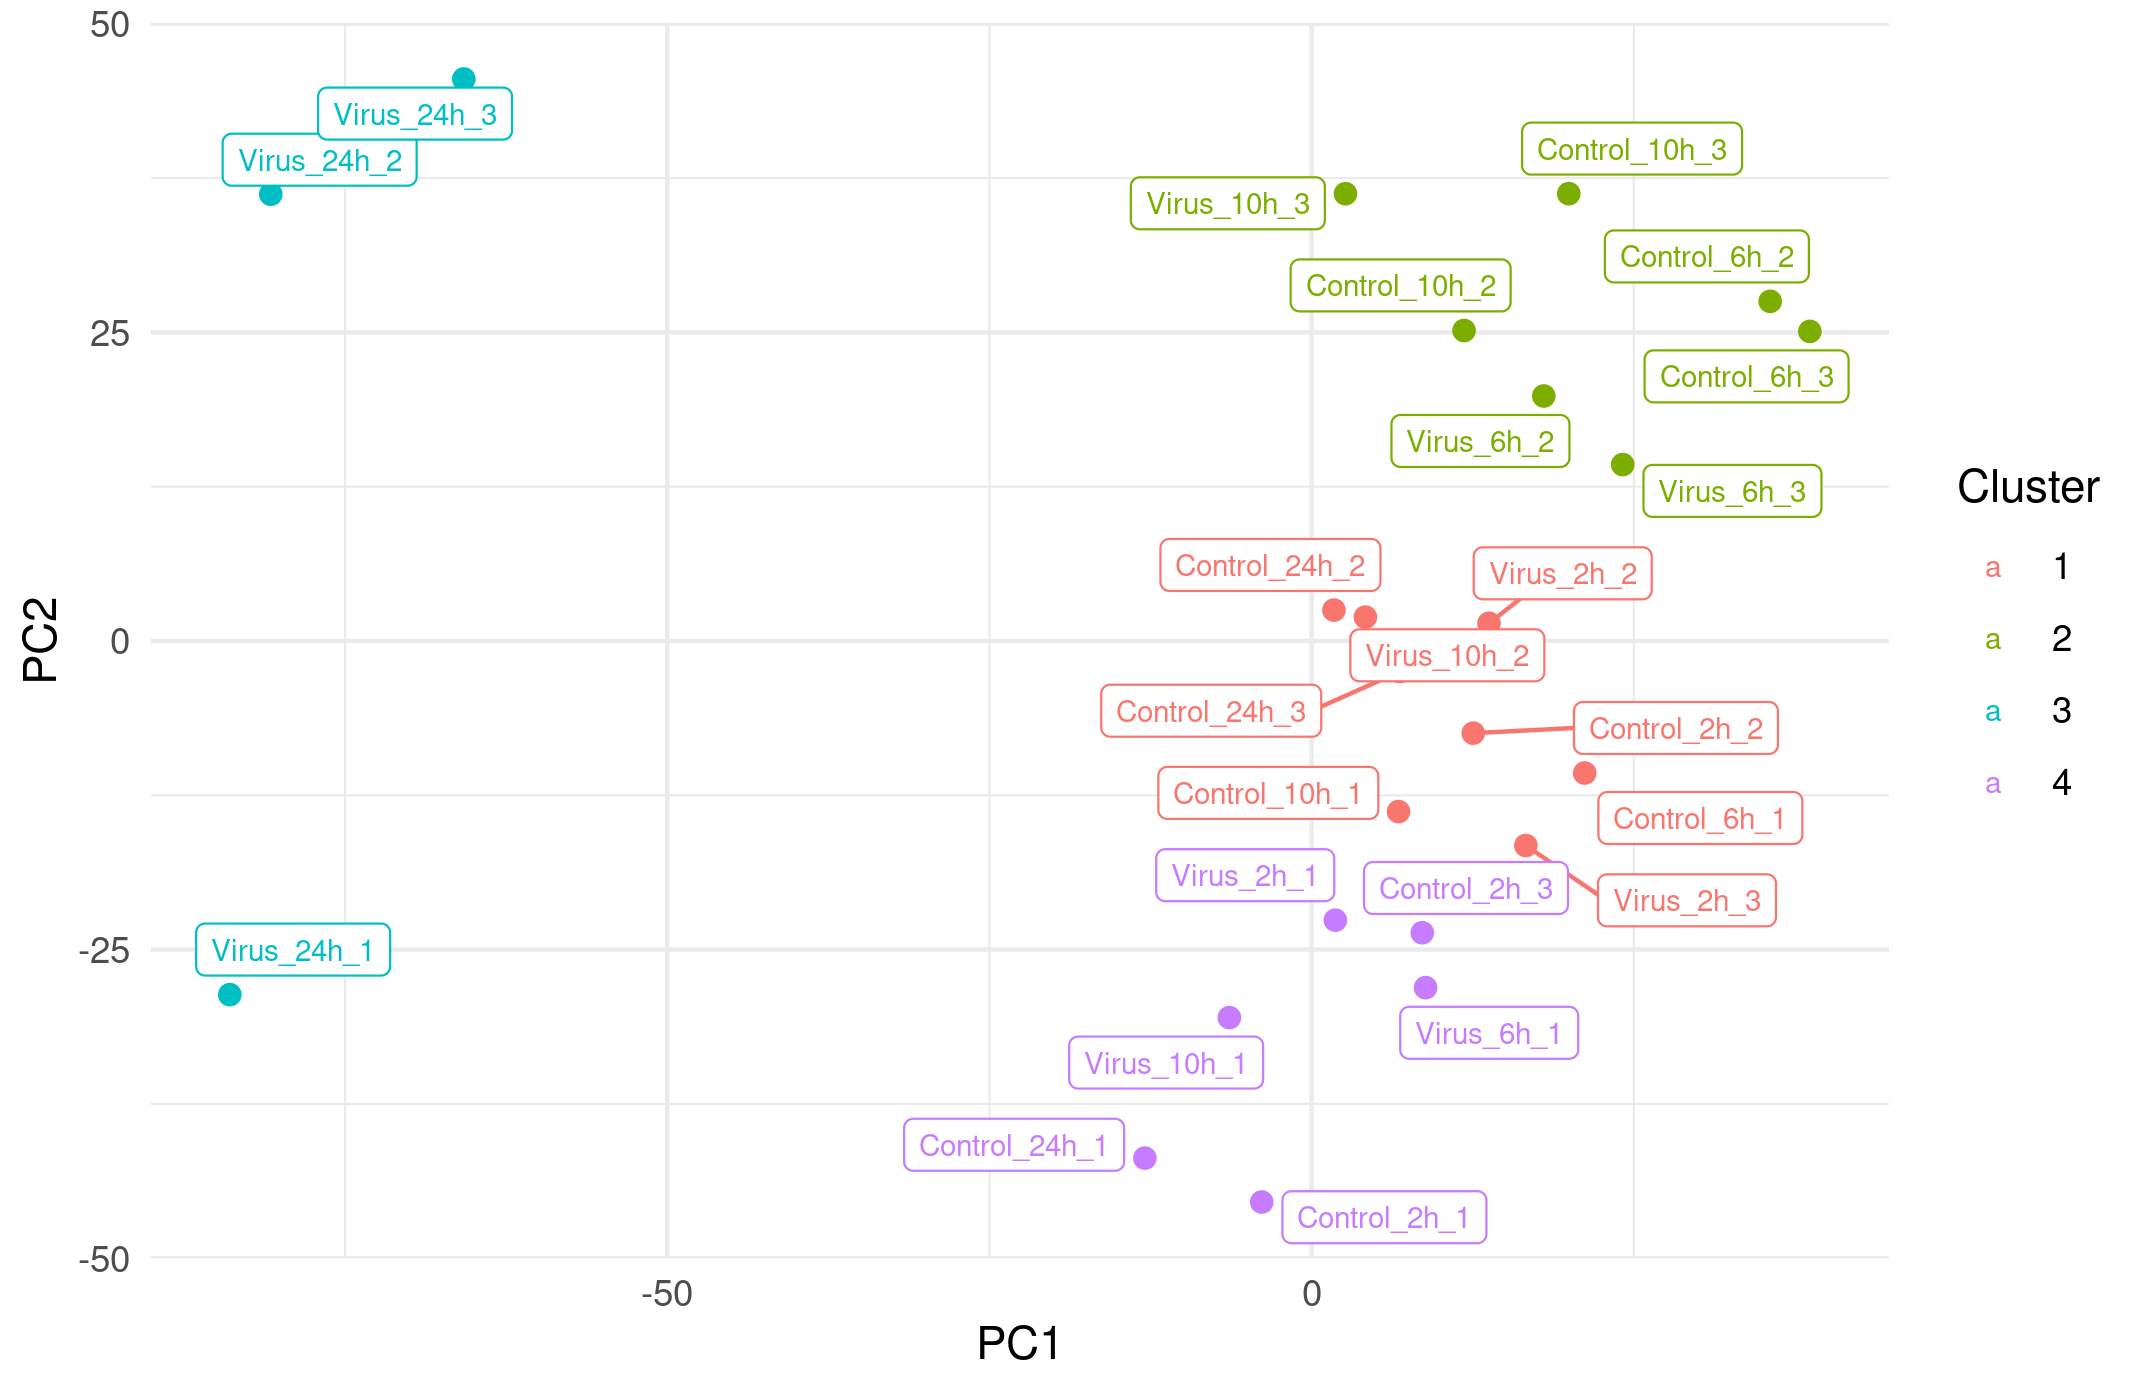 50
Virus_24h_3
Virus_24h_2
Control_10h_3
Virus_10h_3
Control_6h_2
Control_10h_2
25
Control_6h_3
Virus_6h_2
Virus_6h_3
Control_24h_2
Virus_2h_2
0
Virus_10h_2
Control_24h_3
Control_2h_2
Control_10h_1
Control_6h_1
Virus_2h_1
Control_2h_3
Virus_2h_3
-25
Virus_24h_1
Virus_6h_1
Virus_10h_1
Control_24h_1
Control_2h_1
-50
-50
0
PC1
PC2
Cluster
a 1
a 2
a 3
a 4